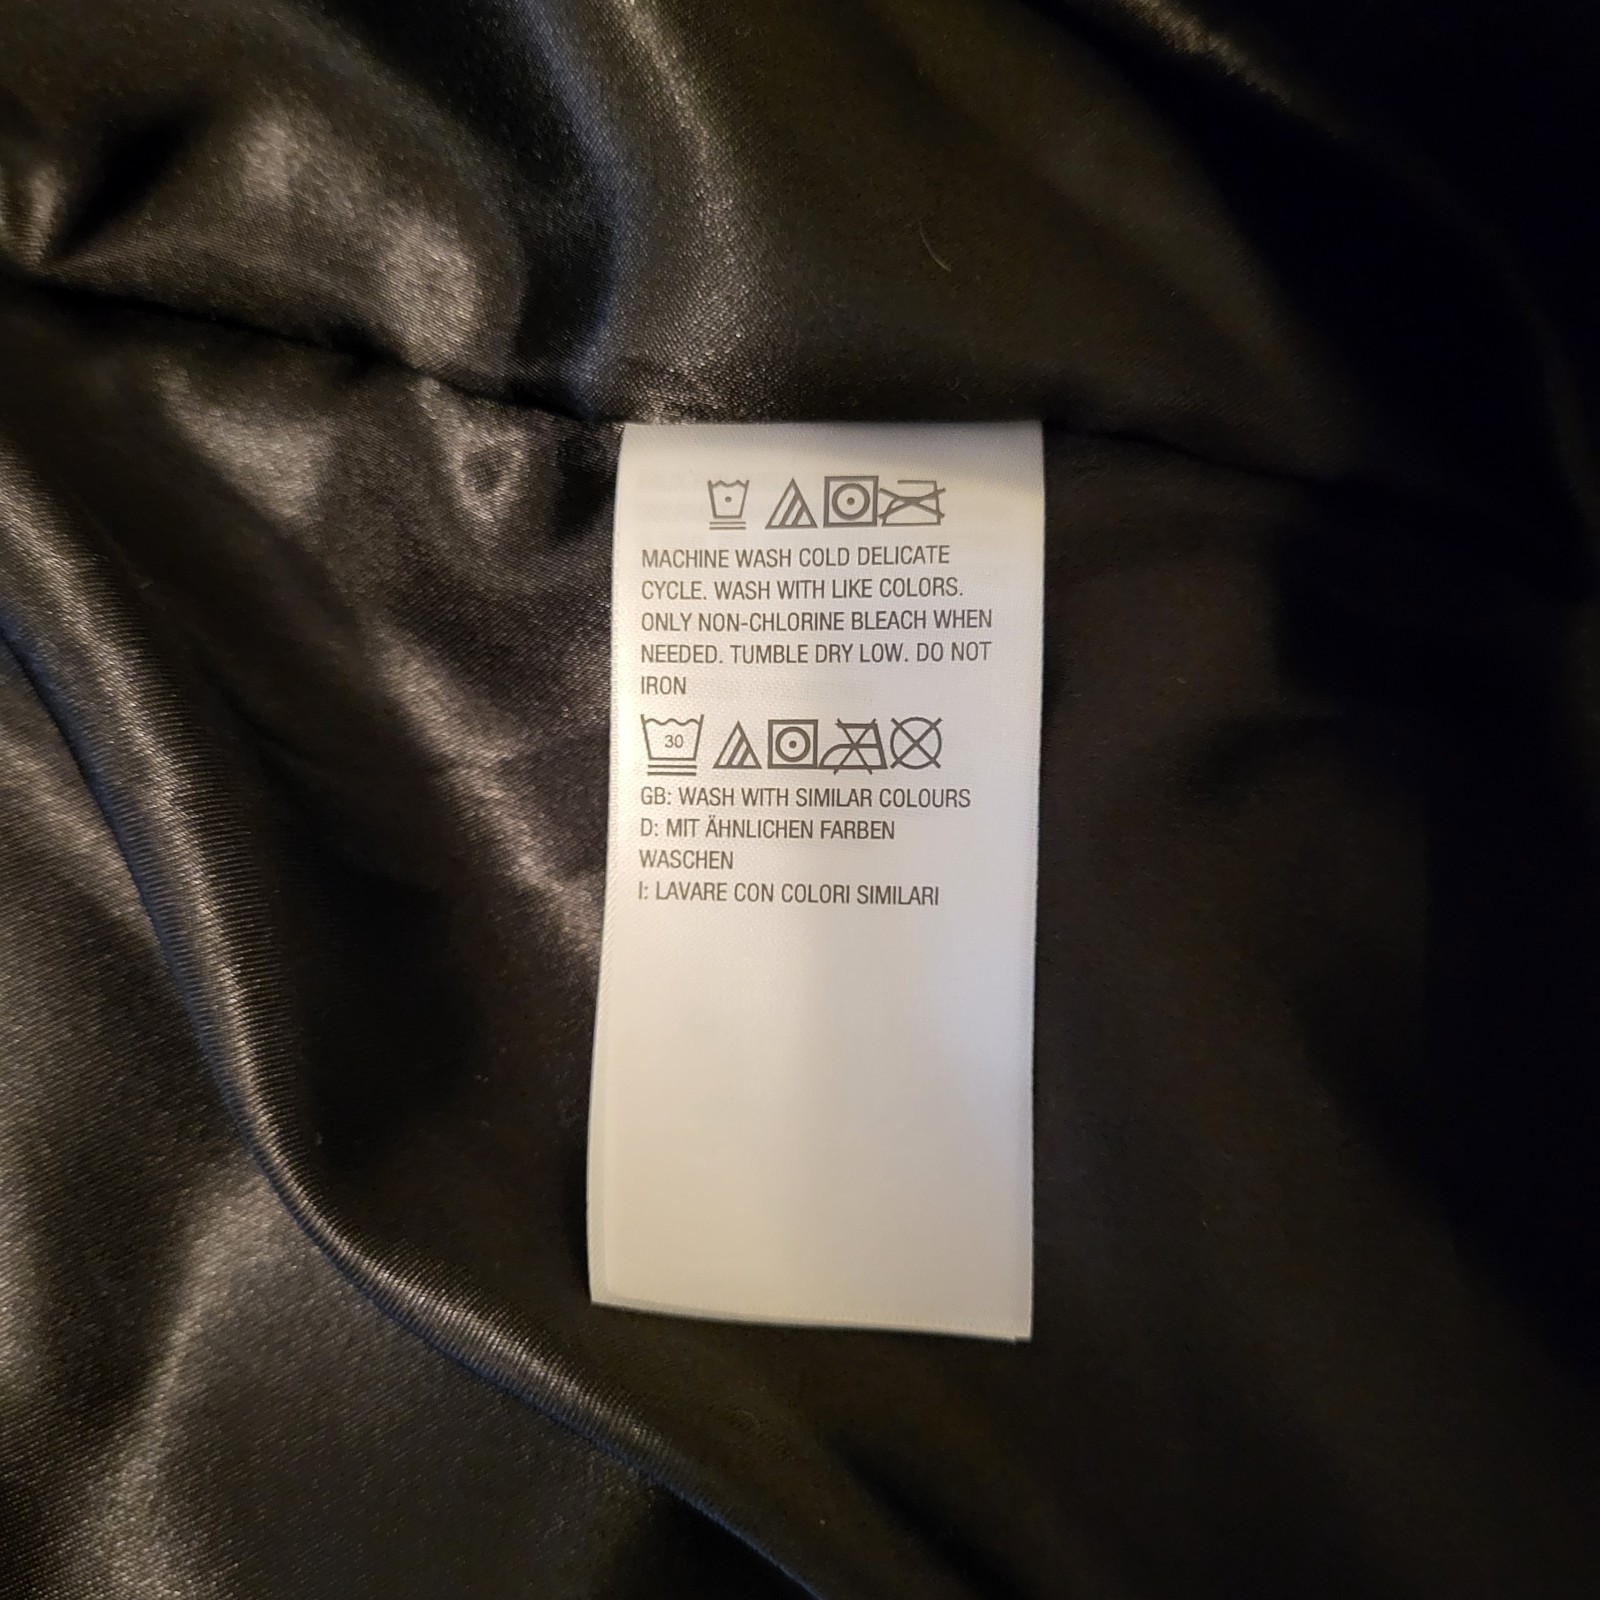 MACHINE WASH COLD DELICATE
CYCLE. WASH WITH LIKE COLORS.
ONLY NON-CHLORINE BLEACH WHEN
NEEDED. TUMBLE DRY LOW. DO NOT
IRON
30
GB: WASH WITH SIMILAR COLOURS
D: MIT ÄHNLICHEN FARBEN
WASCHEN
I: LAVARE CON COLORI SIMILARI